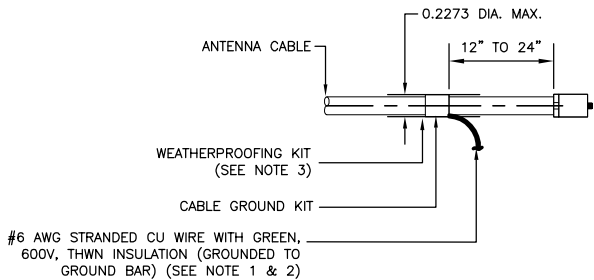 0.2273 DIA. MAX.
ANTENNA CABLE
12" TO 24"
WEATHERPROOFING KIT
(SEE NOTE 3)
CABLE GROUND KIT
#6 AWG STRANDED CU WIRE WITH GREEN,
600V, THWN INSULATION (GROUNDED TO
GROUND BAR) (SEE NOTE 1 & 2)